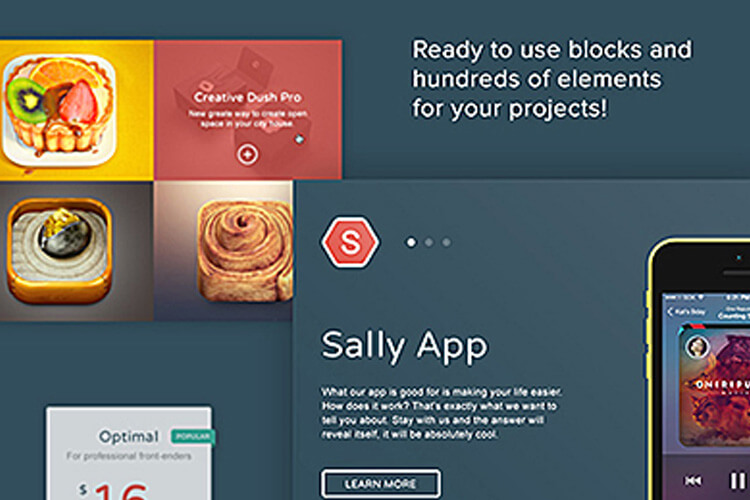 Ready to use blocks and
hundreds of elements
for your projects!
Creative Dush Pro
New greate way to create open
space in your city house.
S
Sally App
What our app is good for is making your life easier.
How does it work? That's exactly what we want to
tell you about. Stay with us and the answer will
reveal itself, it will be absolutely cool.
LEARN MORE
Optimal
POPULAR
For professional front-enders
$16
ONEREPU